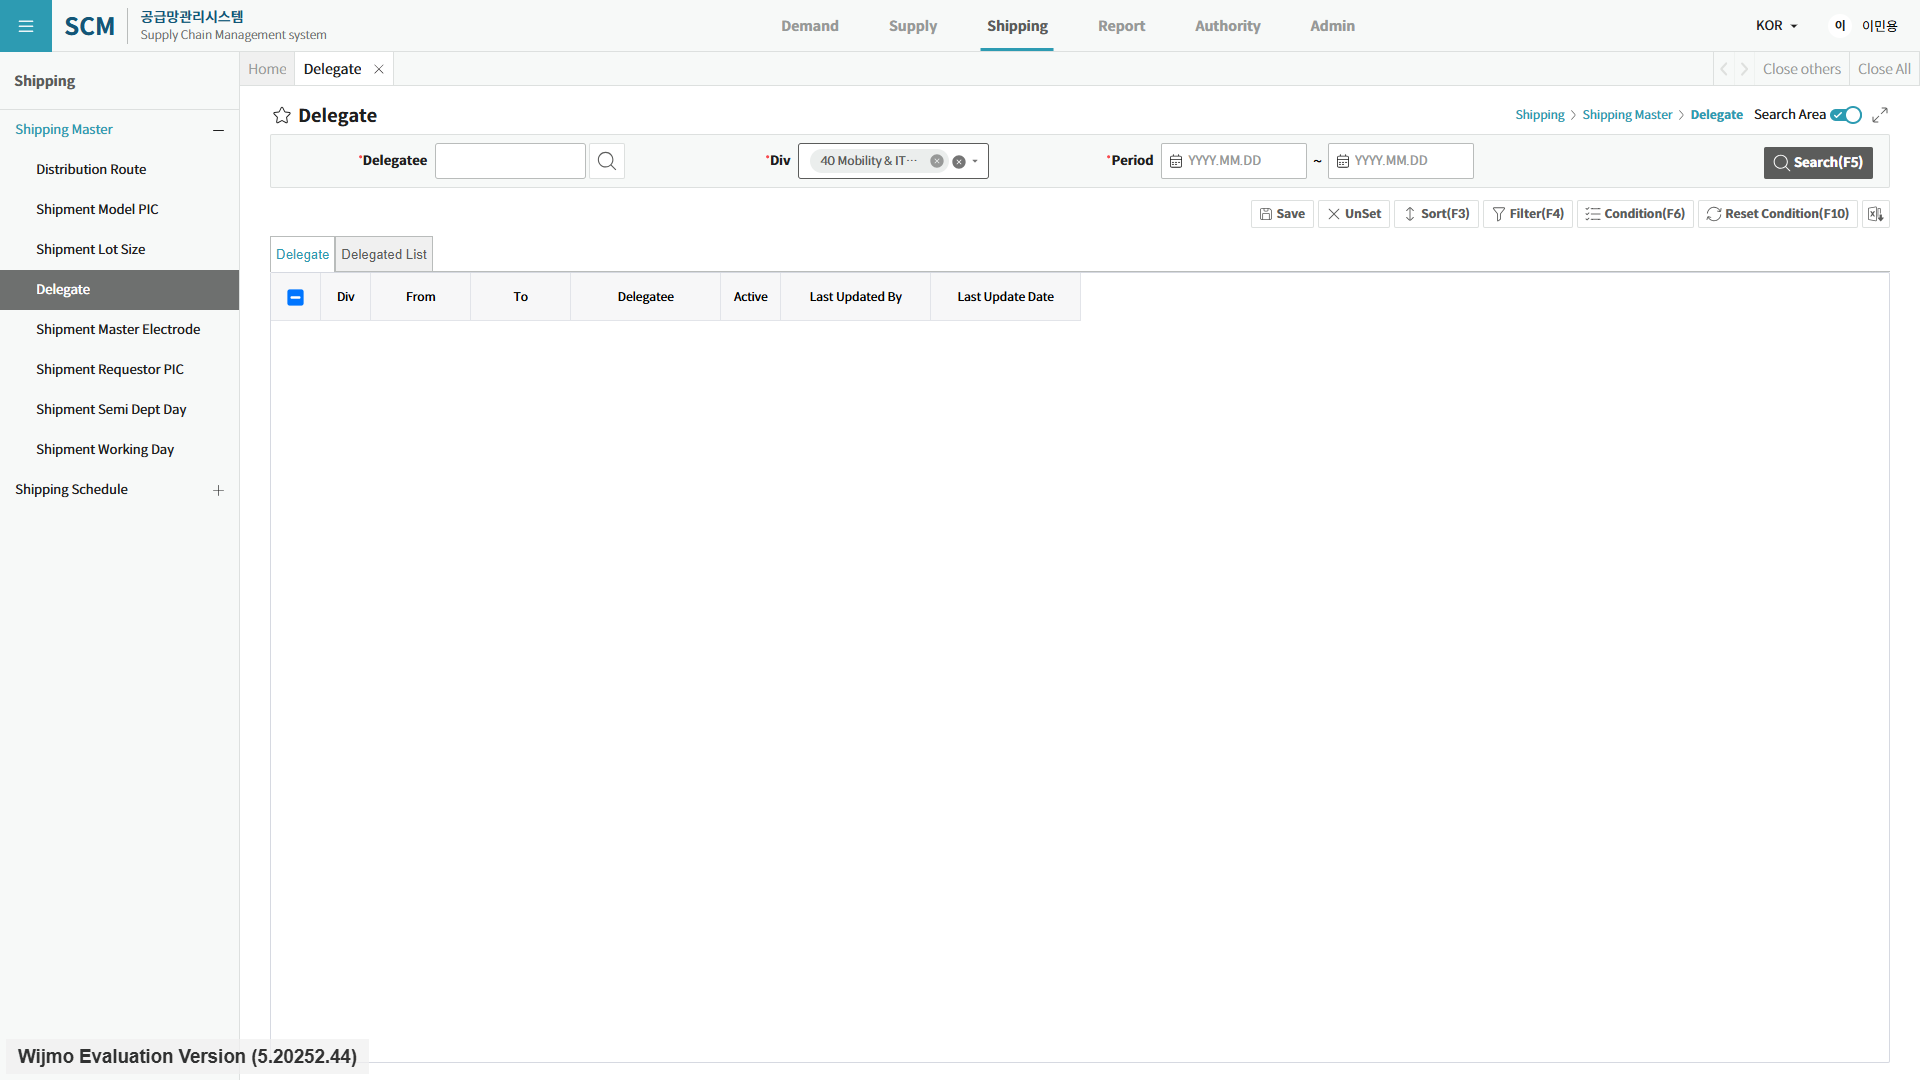 SCM
공급망관리시스템
Supply Chain Management system
Demand
Supply
Shipping
Report
Authority
Admin
KOR
이
이민용
Shipping
Home
Delegate
Close others
Close All
Shipping Master
Distribution Route
Shipment Model PIC
Shipment Lot Size
Delegate
Shipment Master Electrode
Shipment Requestor PIC
Shipment Semi Dept Day
Shipment Working Day
Shipping Schedule
Delegate
Shipping > Shipping Master > Delegate
Search Area
*Delegatee
*Div
40 Mobility & IT···
*Period
YYYY.MM.DD
~
YYYY.MM.DD
Search(F5)
Save
UnSet
Sort(F3)
Filter(F4)
Condition(F6)
Reset Condition(F10)
Delegate
Delegated List
Div
From
To
Delegatee
Active
Last Updated By
Last Update Date
Wijmo Evaluation Version (5.20252.44)